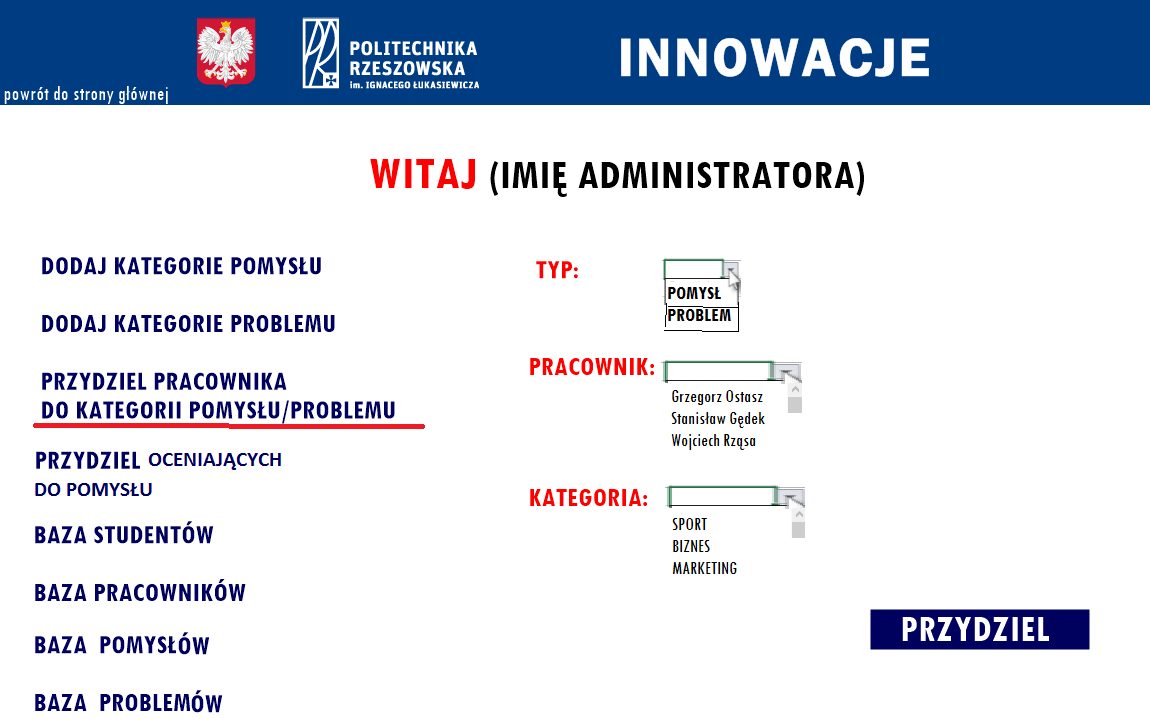 POLITECHNIKA
RZESZOWSKA
im. IGNACEGO ŁUKASIEWICZA
INNOWACJE
powrót do strony głównej
WITAJ (IMIĘ ADMINISTRATORA)
DODAJ KATEGORIE POMYSŁU
DODAJ KATEGORIE PROBLEMU
PRZYDZIEL PRACOWNIKA
DO KATEGORII POMYSŁU/PROBLEMU
PRZYDZIEL OCENIAJĄCYCH
DO POMYSŁU
BAZA STUDENTÓW
BAZA PRACOWNIKÓW
BAZA POMYSŁÓW
BAZA PROBLEMÓW
TYP:
POMYSŁ
PROBLEM
PRACOWNIK:
Grzegorz Ostasz
Stanisław Gędek
Wojciech Rząsa
KATEGORIA:
SPORT
BIZNES
MARKETING
PRZYDZIEL